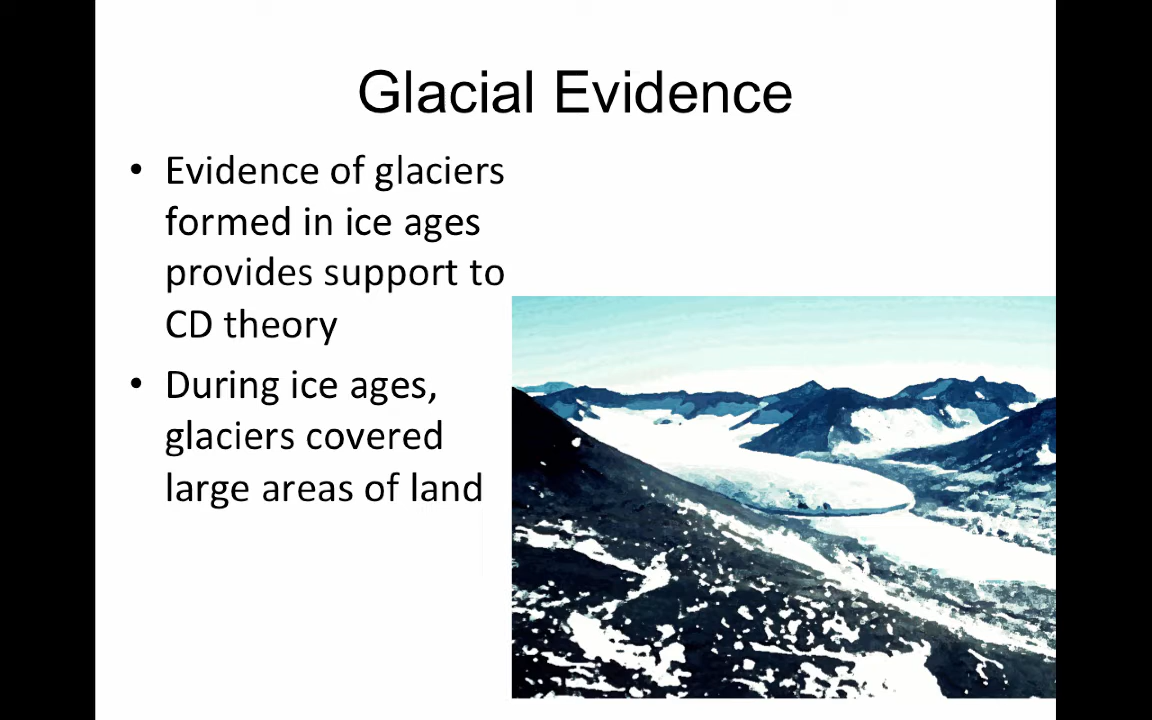 Glacial Evidence
• Evidence of glaciers
formed in ice ages
provides support to
CD theory
• During ice ages,
glaciers covered
large areas of land